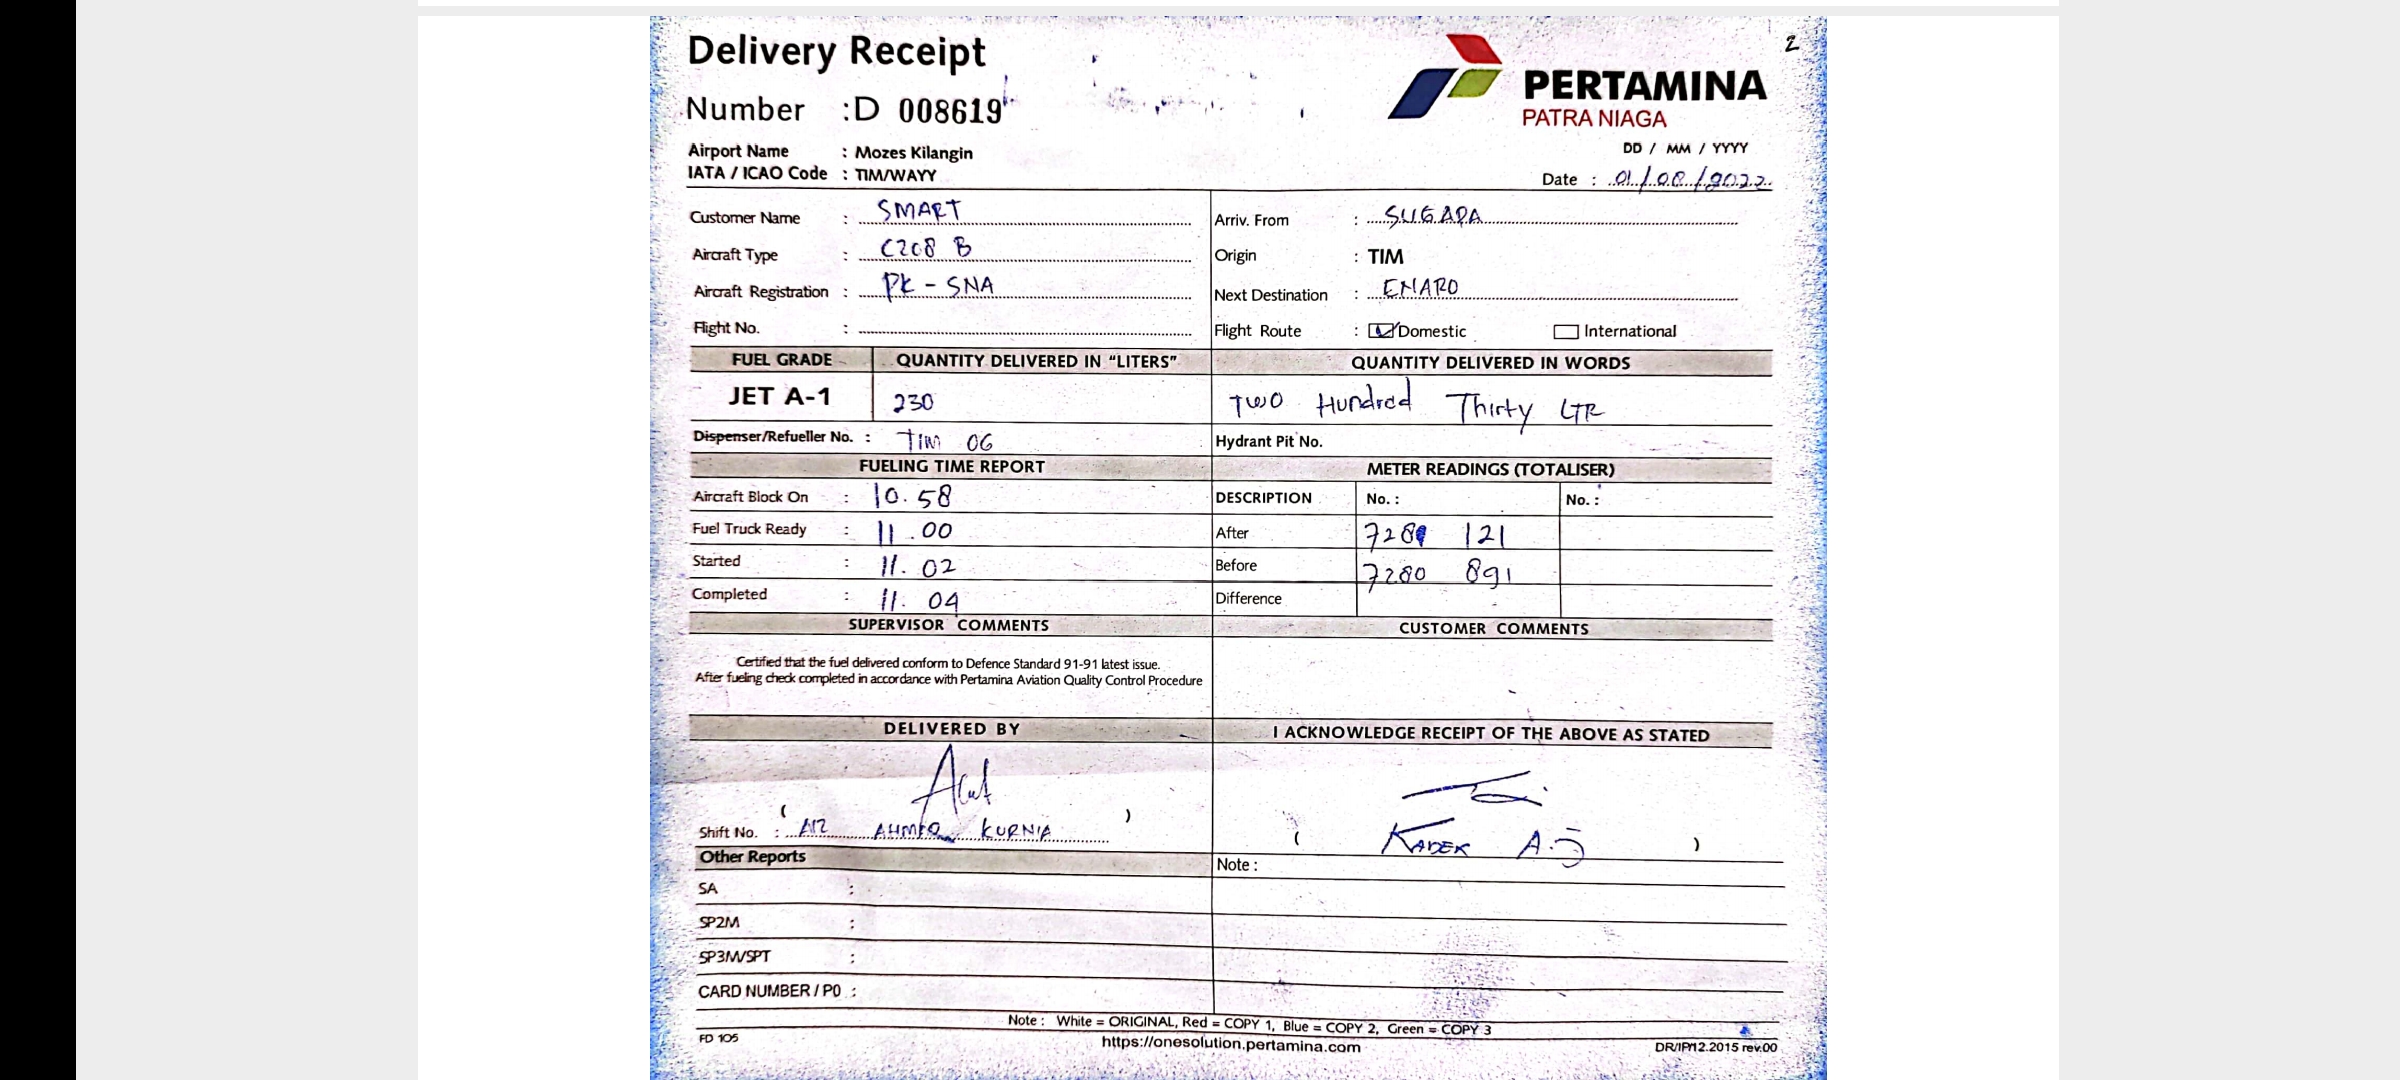 Delivery Receipt
2
Number :D 008619
PERTAMINA
PATRA NIAGA
Airport Name : Mozes Kilangin
DD / MM / YYYY
IATA / ICAO Code : TIM/WAYY
Date : 01/08/2022
Customer Name : SMART
Arriv. From : SUGAPA
Aircraft Type : C208 B
Origin : TIM
Aircraft Registration : PK - SNA
Next Destination : ENARO
Flight No. :
Flight Route : Domestic International
FUEL GRADE QUANTITY DELIVERED IN "LITERS" QUANTITY DELIVERED IN WORDS
JET A-1 230 TWO Hundred Thirty LTR
Dispenser/Refueller No. : TIM 06 Hydrant Pit No.
FUELING TIME REPORT METER READINGS (TOTALISER)
Aircraft Block On : 10.58 DESCRIPTION No. : No. :
Fuel Truck Ready : 11.00 After 7281 121
Started : 11.02 Before 7280 891
Completed : 11.04 Difference
SUPERVISOR COMMENTS CUSTOMER COMMENTS
Certified that the fuel delivered conform to Defence Standard 91-91 latest issue.
After fueling check completed in accordance with Pertamina Aviation Quality Control Procedure
DELIVERED BY I ACKNOWLEDGE RECEIPT OF THE ABOVE AS STATED
( )
Shift No. : AHMAD KURNIA
( KADEK A.J )
Other Reports
Note :
SA :
SP2M :
SP3M/SPT :
CARD NUMBER / PO :
Note : White = ORIGINAL, Red = COPY 1, Blue = COPY 2, Green = COPY 3
FD 105 https://onesolution.pertamina.com DR/IP/12.2015 rev.00